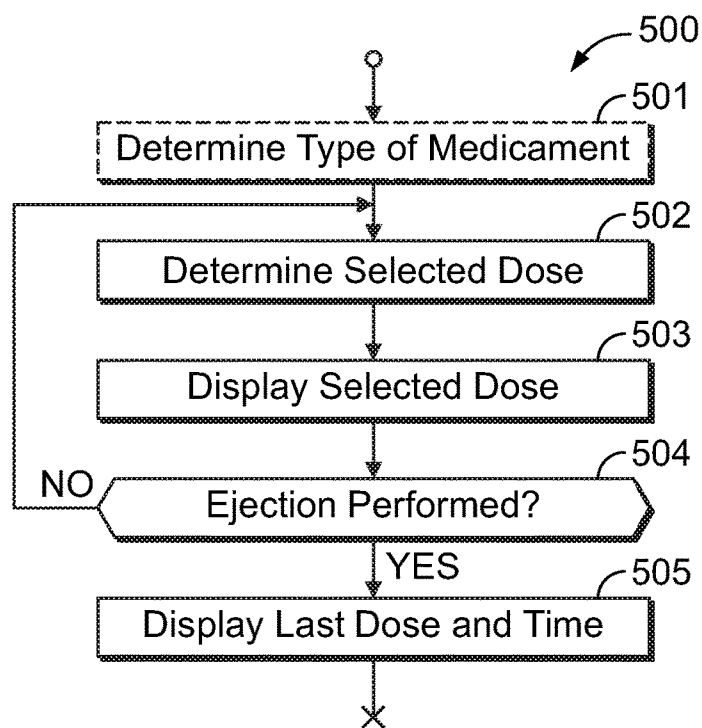 500
501
Determine Type of Medicament
502
Determine Selected Dose
503
Display Selected Dose
504
NO
Ejection Performed?
YES
505
Display Last Dose and Time